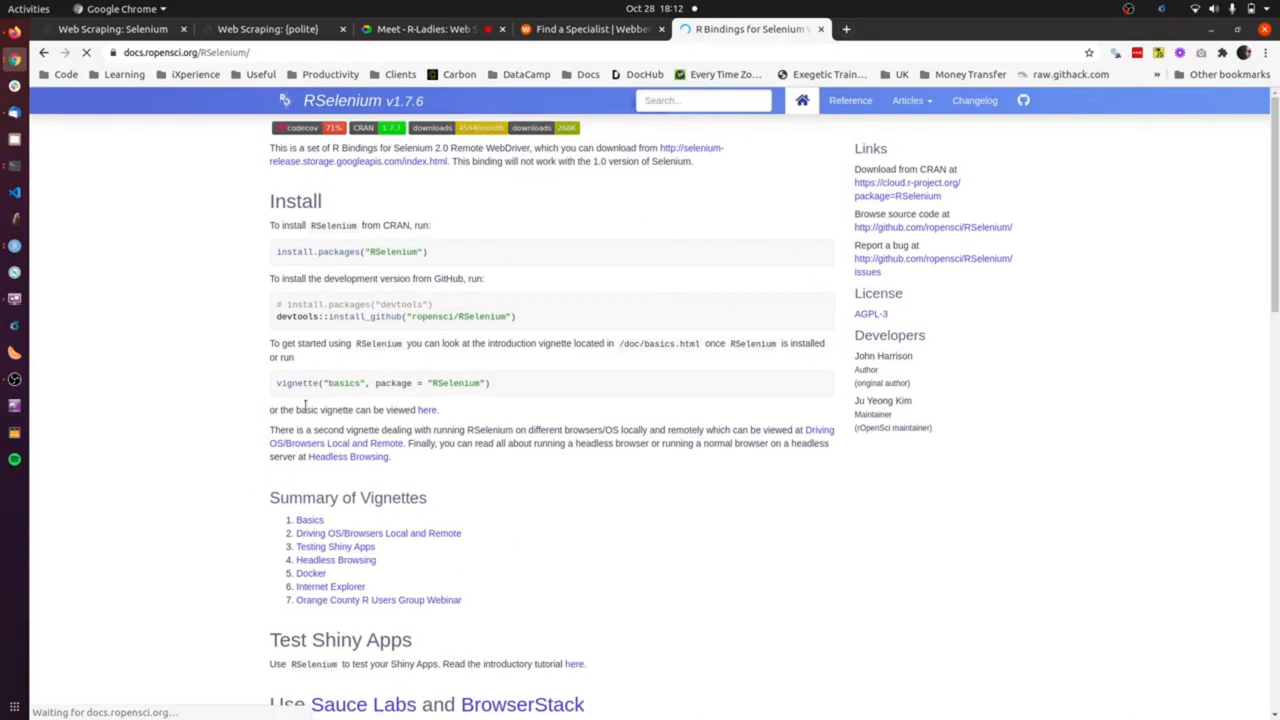 Activities
Google Chrome
Oct 28 18:12
Web Scraping: Selenium
Web Scraping: (polite)
Meet - R-Ladies: Web S
Find a Specialist | Webber
R Bindings for Selenium W
docs.ropensci.org/RSelenium/
Code
Learning
iXperience
Useful
Productivity
Clients
Carbon
DataCamp
Docs
DocHub
Every Time Zo...
Exegetic Train...
UK
Money Transfer
raw.githack.com
»
Other bookmarks
RSelenium v1.7.6
Search...
Reference
Articles
Changelog
codecov 71%
CRAN 1.7.7
downloads 4544/month
downloads 268K
This is a set of R Bindings for Selenium 2.0 Remote WebDriver, which you can download from http://selenium-
release.storage.googleapis.com/index.html. This binding will not work with the 1.0 version of Selenium.
Install
To install RSelenium from CRAN, run:
install.packages("RSelenium")
To install the development version from GitHub, run:
# install.packages("devtools")
devtools::install_github("ropensci/RSelenium")
To get started using RSelenium you can look at the introduction vignette located in /doc/basics.html once RSelenium is installed
or run
vignette("basics", package = "RSelenium")
or the basic vignette can be viewed here.
There is a second vignette dealing with running RSelenium on different browsers/OS locally and remotely which can be viewed at Driving
OS/Browsers Local and Remote. Finally, you can read all about running a headless browser or running a normal browser on a headless
server at Headless Browsing.
Summary of Vignettes
1. Basics
2. Driving OS/Browsers Local and Remote
3. Testing Shiny Apps
4. Headless Browsing
5. Docker
6. Internet Explorer
7. Orange County R Users Group Webinar
Test Shiny Apps
Use RSelenium to test your Shiny Apps. Read the introductory tutorial here.
Use Sauce Labs and BrowserStack
Links
Download from CRAN at
https://cloud.r-project.org/
package=RSelenium
Browse source code at
http://github.com/ropensci/RSelenium/
Report a bug at
http://github.com/ropensci/RSelenium/
issues
License
AGPL-3
Developers
John Harrison
Author
(original author)
Ju Yeong Kim
Maintainer
(rOpenSci maintainer)
Waiting for docs.ropensci.org...